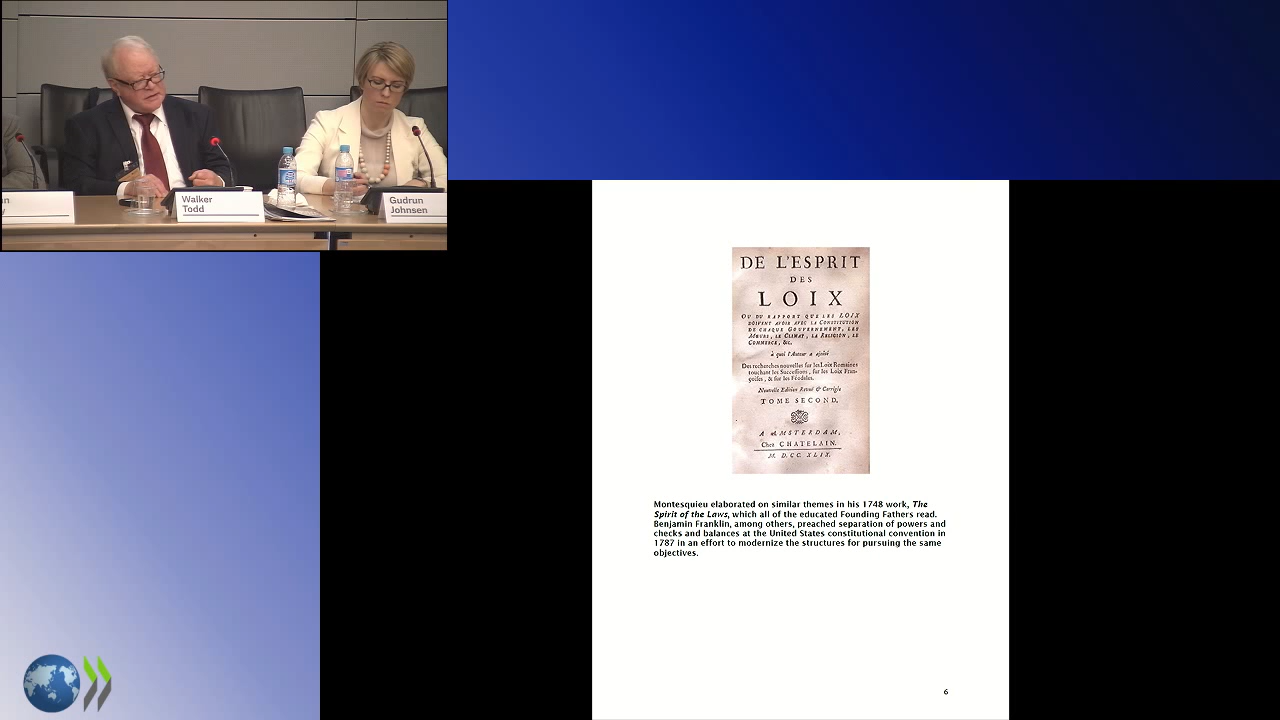 Walker
Todd
Gudrun
Johnsen
DE L'ESPRIT
DES
LOIX
OU DU RAPPORT QUE LES LOIX
DOIVENT AVOIR AVEC LA CONSTITUTION
DE CHAQUE GOUVERNEMENT, LES
MŒURS, LE CLIMAT, LA RELIGION, LE
COMMERCE, &c.
à quoi l'Auteur a ajouté
Des recherches nouvelles sur les Loix Romaines
touchant les Successions, sur les Loix Fran-
çoises, & sur les Féodales.
Nouvelle Edition Revuë & Corrigée
TOME SECOND.
A AMSTERDAM,
Chez CHATELAIN.
M. DCC. XLIX.
Montesquieu elaborated on similar themes in his 1748 work, The
Spirit of the Laws, which all of the educated Founding Fathers read.
Benjamin Franklin, among others, preached separation of powers and
checks and balances at the United States constitutional convention in
1787 in an effort to modernize the structures for pursuing the same
objectives.
6